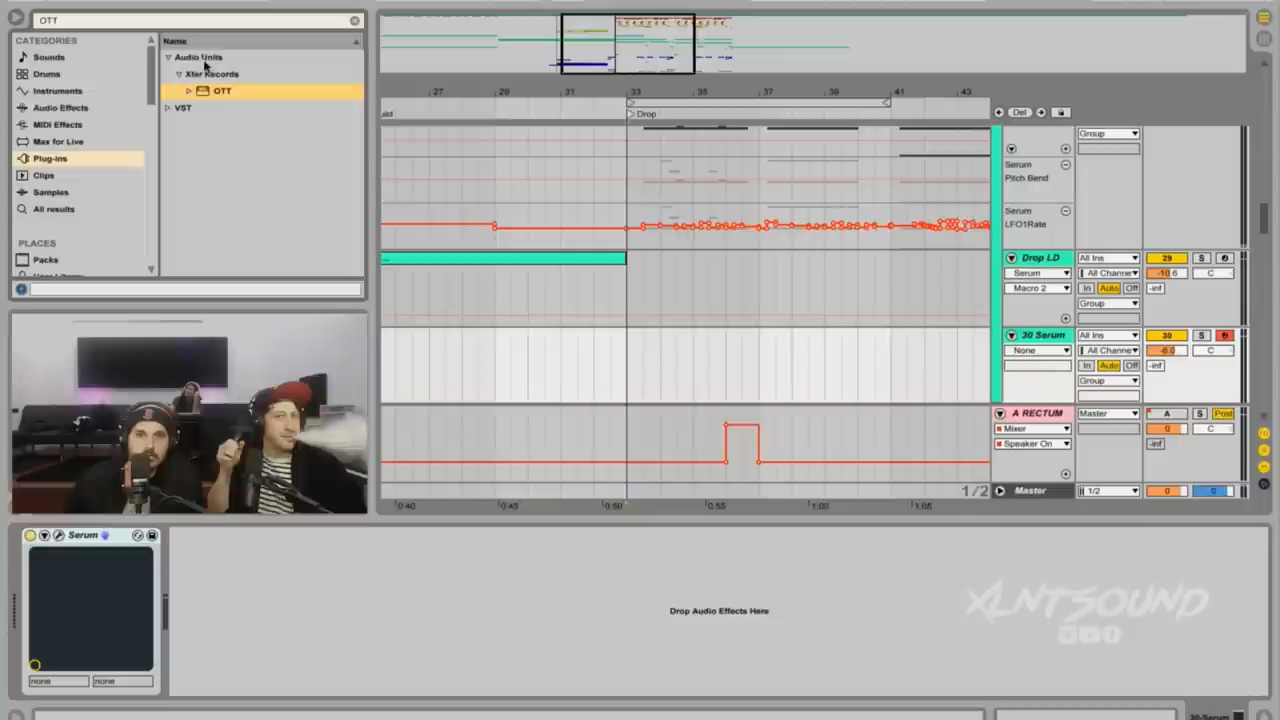 OTT
CATEGORIES
Sounds
Drums
Instruments
Audio Effects
MIDI Effects
Max for Live
Plug-ins
Clips
Samples
All results
PLACES
Packs
Name
Audio Units
Xfer Records
OTT
VST
27 29 31 33 35 37 39 41 43
Drop
Del
Group
Serum
Pitch Bend
Serum
LFO1Rate
Drop LD All Ins 29 S
Serum All Channe -10.6 C
Macro 2 In Auto Off -inf
Group
30 Serum All Ins 30 S
None All Channe -6.0 C
In Auto Off -inf
Group
A RECTUM Master A S Post
Mixer 0 C
Speaker On -inf
1/2 Master 1/2 0 0
0:40 0:45 0:50 0:55 1:00 1:05
Serum
none none
Drop Audio Effects Here
XLNTSOUND
30-Serum